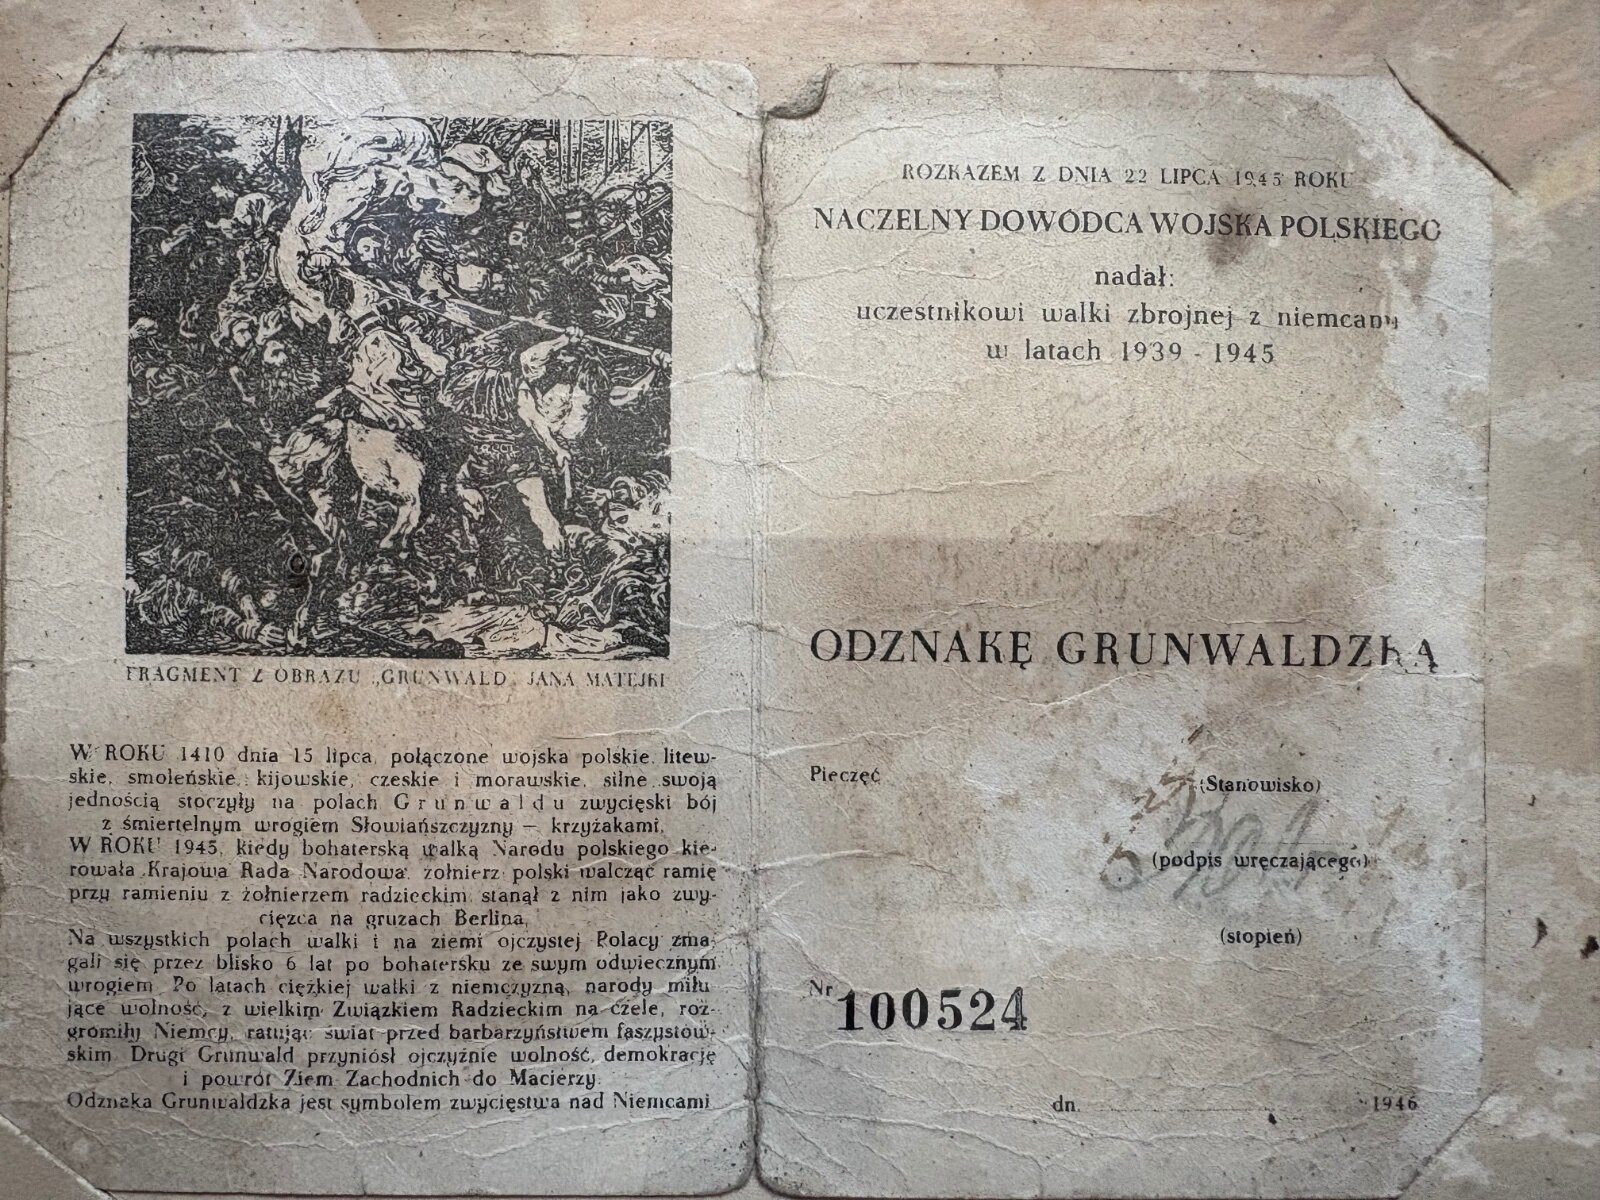 FRAGMENT Z OBRAZU „GRUNWALD" JANA MATEJKI
W ROKU 1410 dnia 15 lipca, połączone wojska polskie, litew-
skie, smoleńskie, kijowskie, czeskie i morawskie, silne swoją
jednością stoczyły na polach Grunwaldu zwycięski bój
z śmiertelnym wrogiem Słowiańszczyzny — krzyżakami.
W ROKU 1945, kiedy bohaterską walką Narodu polskiego kie-
rowała Krajowa Rada Narodowa, żołnierz polski walcząc ramię
przy ramieniu z żołnierzem radzieckim stanął z nim jako zwy-
cięzca na gruzach Berlina.
Na wszystkich polach walki i na ziemi ojczystej Polacy zma-
gali się przez blisko 6 lat po bohatersku ze swym odwiecznym
wrogiem. Po latach ciężkiej walki z niemczyzną, narody miłu-
jące wolność, z wielkim Związkiem Radzieckim na czele, roz-
gromiły Niemcy, ratując świat przed barbarzyństwem faszystow-
skim. Drugi Grunwald przyniósł ojczyźnie wolność, demokrację
i powrót Ziem Zachodnich do Macierzy.
Odznaka Grunwaldzka jest symbolem zwycięstwa nad Niemcami
ROZKAZEM Z DNIA 22 LIPCA 1945 ROKU
NACZELNY DOWÓDCA WOJSKA POLSKIEGO
nadał:
uczestnikowi walki zbrojnej z niemcami
w latach 1939 - 1945
ODZNAKĘ GRUNWALDZKĄ
Pieczęć
(Stanowisko)
(podpis wręczającego)
(stopień)
Nr 100524
dn. 1946